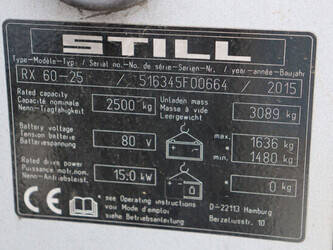 STILL
Type-Modèle-Typ / Serial no.-No. de série-Serien-Nr. / year-année-Baujahr
RX 60-25 / 516345F00664 / 2015
Rated capacity
Capacité nominale
Nenn-Tragfähigkeit
2500 kg
Unladen mass
Masse à vide
Leergewicht
3089 kg
Battery voltage
Tension batterie
Batteriespannung
80 V
max. 1636 kg
min. 1480 kg
Rated drive power
Puissance motr. nom.
Nenn-Antriebsleist.
15.0 kW
* 0 kg
CE
* see Operating instructions
voir Mode d'emploi
siehe Betriebsanleitung
D-22113 Hamburg
Berzeliusstr. 10